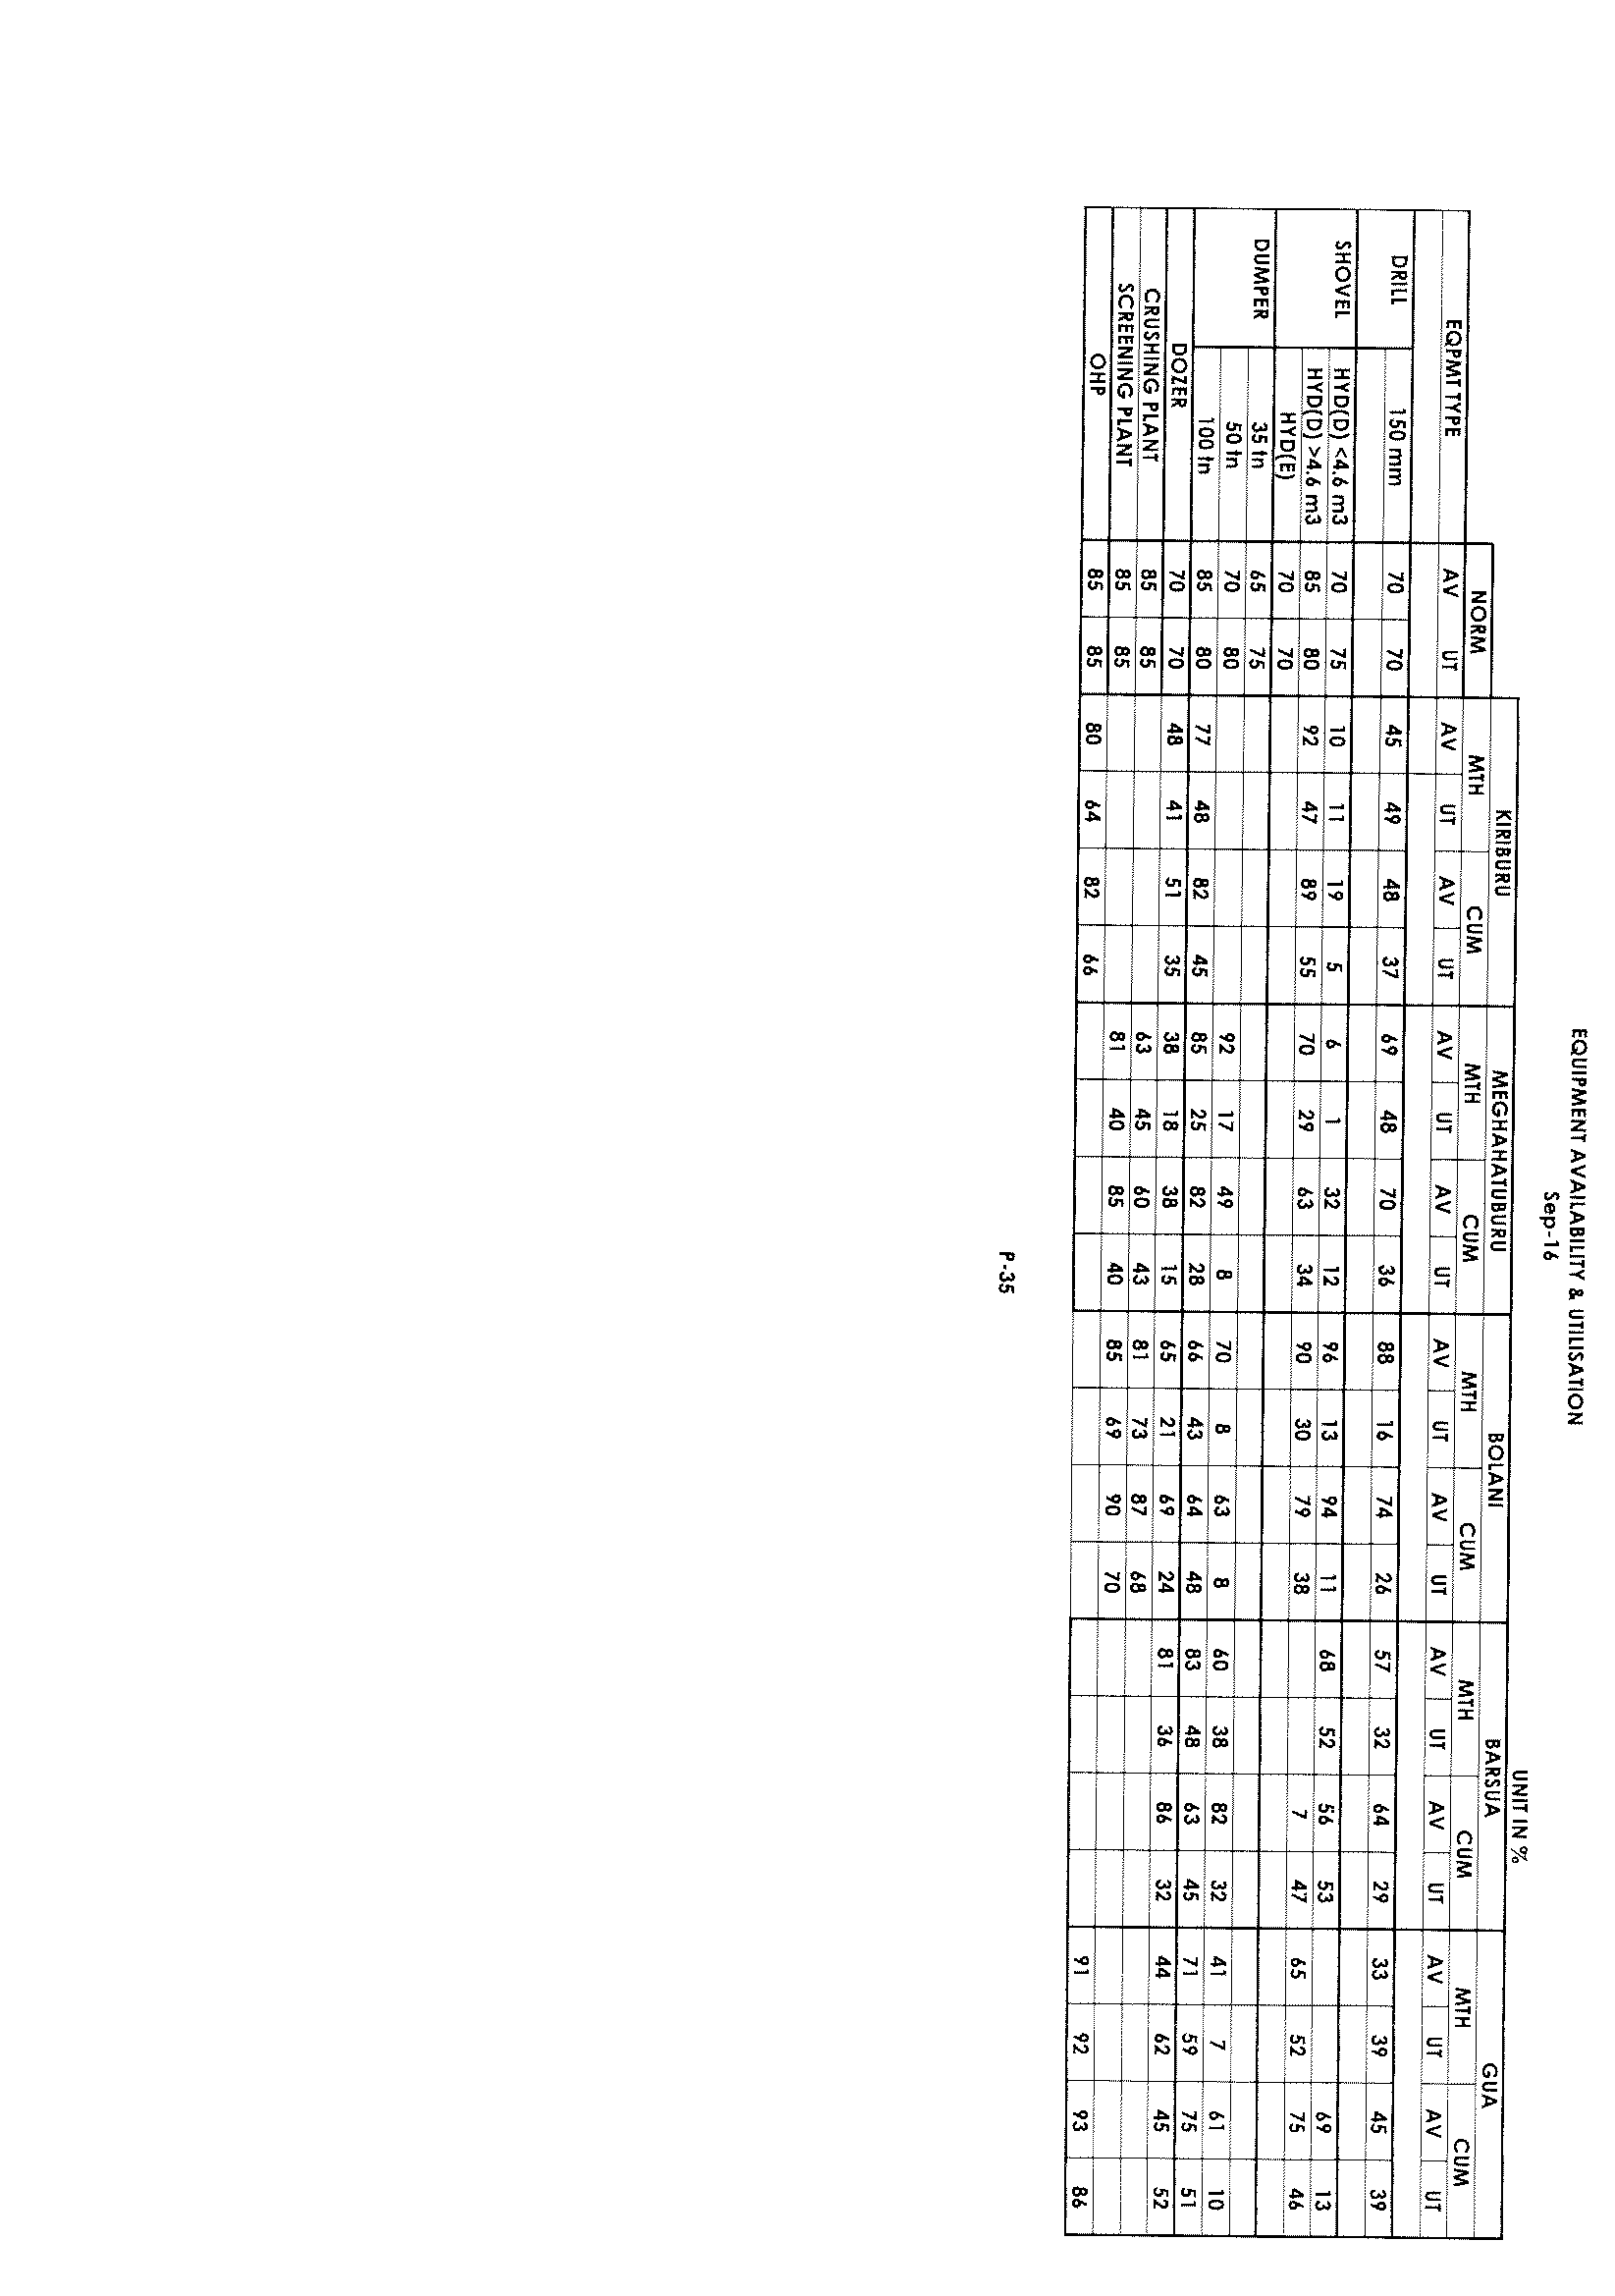 EQUIPMENT AVAILABILITY & UTILISATION
Sep-16
UNIT IN %
KIRIBURU MEGHAHATUBURU BOLANI BARSUA GUA
NORM MTH CUM MTH CUM MTH CUM MTH CUM MTH CUM
EQPMT TYPE AV UT AV UT AV UT AV UT AV UT AV UT AV UT AV UT AV UT AV UT AV UT
DRILL 150 mm 70 70 45 49 48 37 69 48 70 36 88 16 74 26 57 32 64 29 33 39 45 39
SHOVEL HYD(D) <4.6 m3 70 75 10 11 19 5 6 1 32 12 96 13 94 11 68 52 56 53 69 13
HYD(D) >4.6 m3 85 80 92 47 89 55 70 29 63 34 90 30 79 38 7 47 65 52 75 46
HYD(E) 70 70
DUMPER 35 tn 65 75
50 tn 70 80 92 17 49 8 70 8 63 8 60 38 82 32 41 7 61 10
100 tn 85 80 77 48 82 45 85 25 82 28 66 43 64 48 83 48 63 45 71 59 75 51
DOZER 70 70 48 41 51 35 38 18 38 15 65 21 69 24 81 36 86 32 44 62 45 52
CRUSHING PLANT 85 85 63 45 60 43 81 73 87 68
SCREENING PLANT 85 85 81 40 85 40 85 69 90 70
OHP 85 85 80 64 82 66 91 92 93 86
P-35